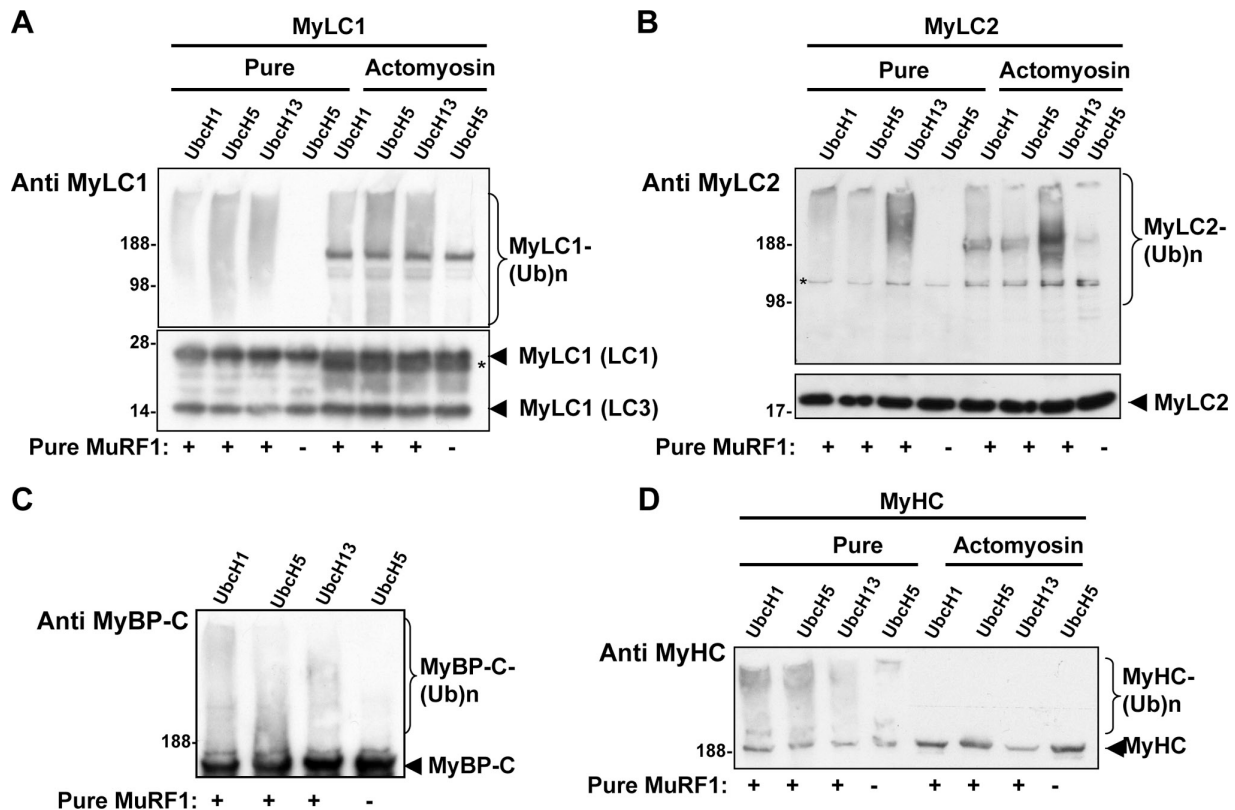 A
MyLC1
Pure Actomyosin
UbcH1 UbcH5 UbcH13 UbcH5 UbcH1 UbcH5 UbcH13 UbcH5
Anti MyLC1
188-
98-
MyLC1-
(Ub)n
28-
MyLC1 (LC1)
*
14-
MyLC1 (LC3)
Pure MuRF1: + + + - + + + -
B
MyLC2
Pure Actomyosin
UbcH1 UbcH5 UbcH13 UbcH5 UbcH1 UbcH5 UbcH13 UbcH5
Anti MyLC2
188-
*
98-
MyLC2-
(Ub)n
17-
MyLC2
Pure MuRF1: + + + - + + + -
C
UbcH1 UbcH5 UbcH13 UbcH5
Anti MyBP-C
MyBP-C-
(Ub)n
188-
MyBP-C
Pure MuRF1: + + + -
D
MyHC
Pure Actomyosin
UbcH1 UbcH5 UbcH13 UbcH5 UbcH1 UbcH5 UbcH13 UbcH5
Anti MyHC
MyHC-
(Ub)n
188-
MyHC
Pure MuRF1: + + + - + + + -